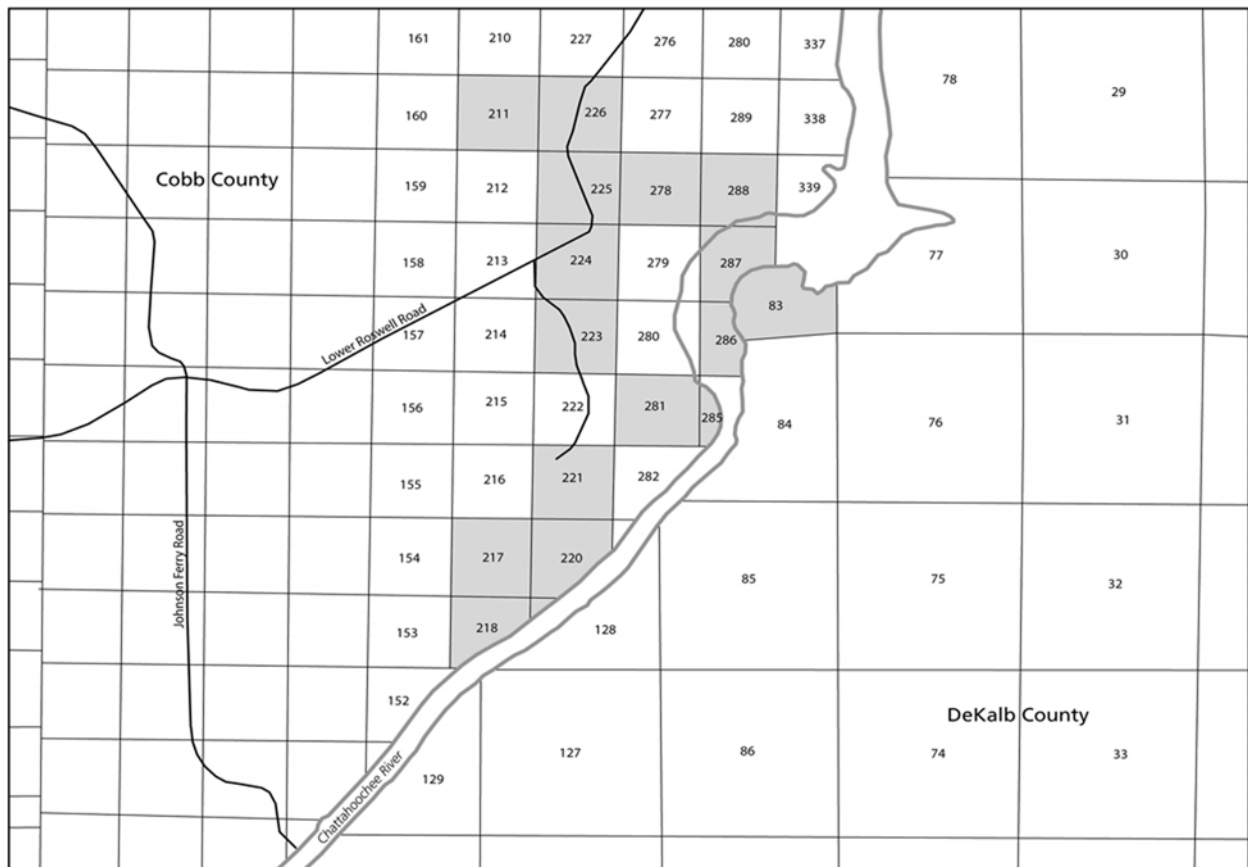 161 210 227 276 280 337
78 29
160 211 226 277 289 338
Cobb County
159 212 225 278 288 339
158 213 224 279 287 77 30
83
Lower Roswell Road
157 214 223 280 286
156 215 222 281 285 84 76 31
155 216 221 282
Johnson Ferry Road
154 217 220 85 75 32
153 218 128
152
DeKalb County
127 86 74 33
129
Chattahoochee River